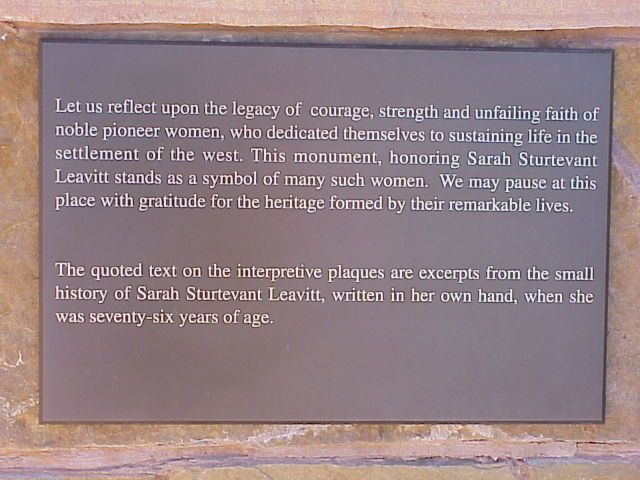 Let us reflect upon the legacy of courage, strength and unfailing faith of
noble pioneer women, who dedicated themselves to sustaining life in the
settlement of the west. This monument, honoring Sarah Sturtevant
Leavitt stands as a symbol of many such women. We may pause at this
place with gratitude for the heritage formed by their remarkable lives.
The quoted text on the interpretive plaques are excerpts from the small
history of Sarah Sturtevant Leavitt, written in her own hand, when she
was seventy-six years of age.